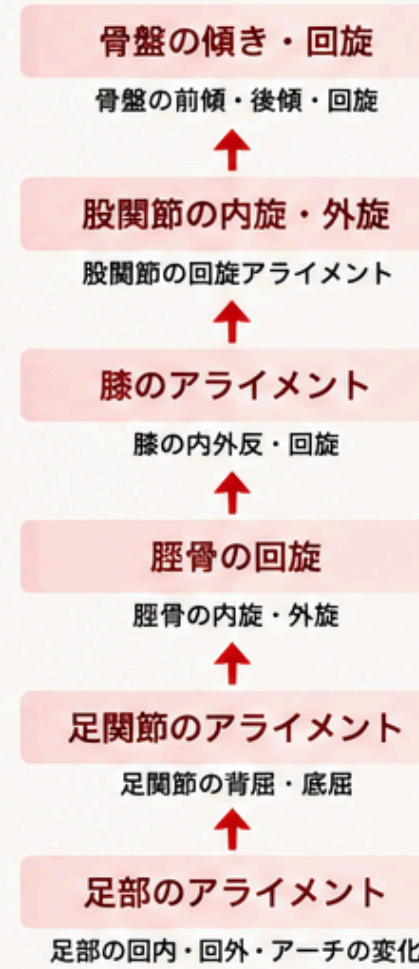 骨盤の傾き・回旋
骨盤の前傾・後傾・回旋
股関節の内旋・外旋
股関節の回旋アライメント
膝のアライメント
膝の内外反・回旋
脛骨の回旋
脛骨の内旋・外旋
足関節のアライメント
足関節の背屈・底屈
足部のアライメント
足部の回内・回外・アーチの変化